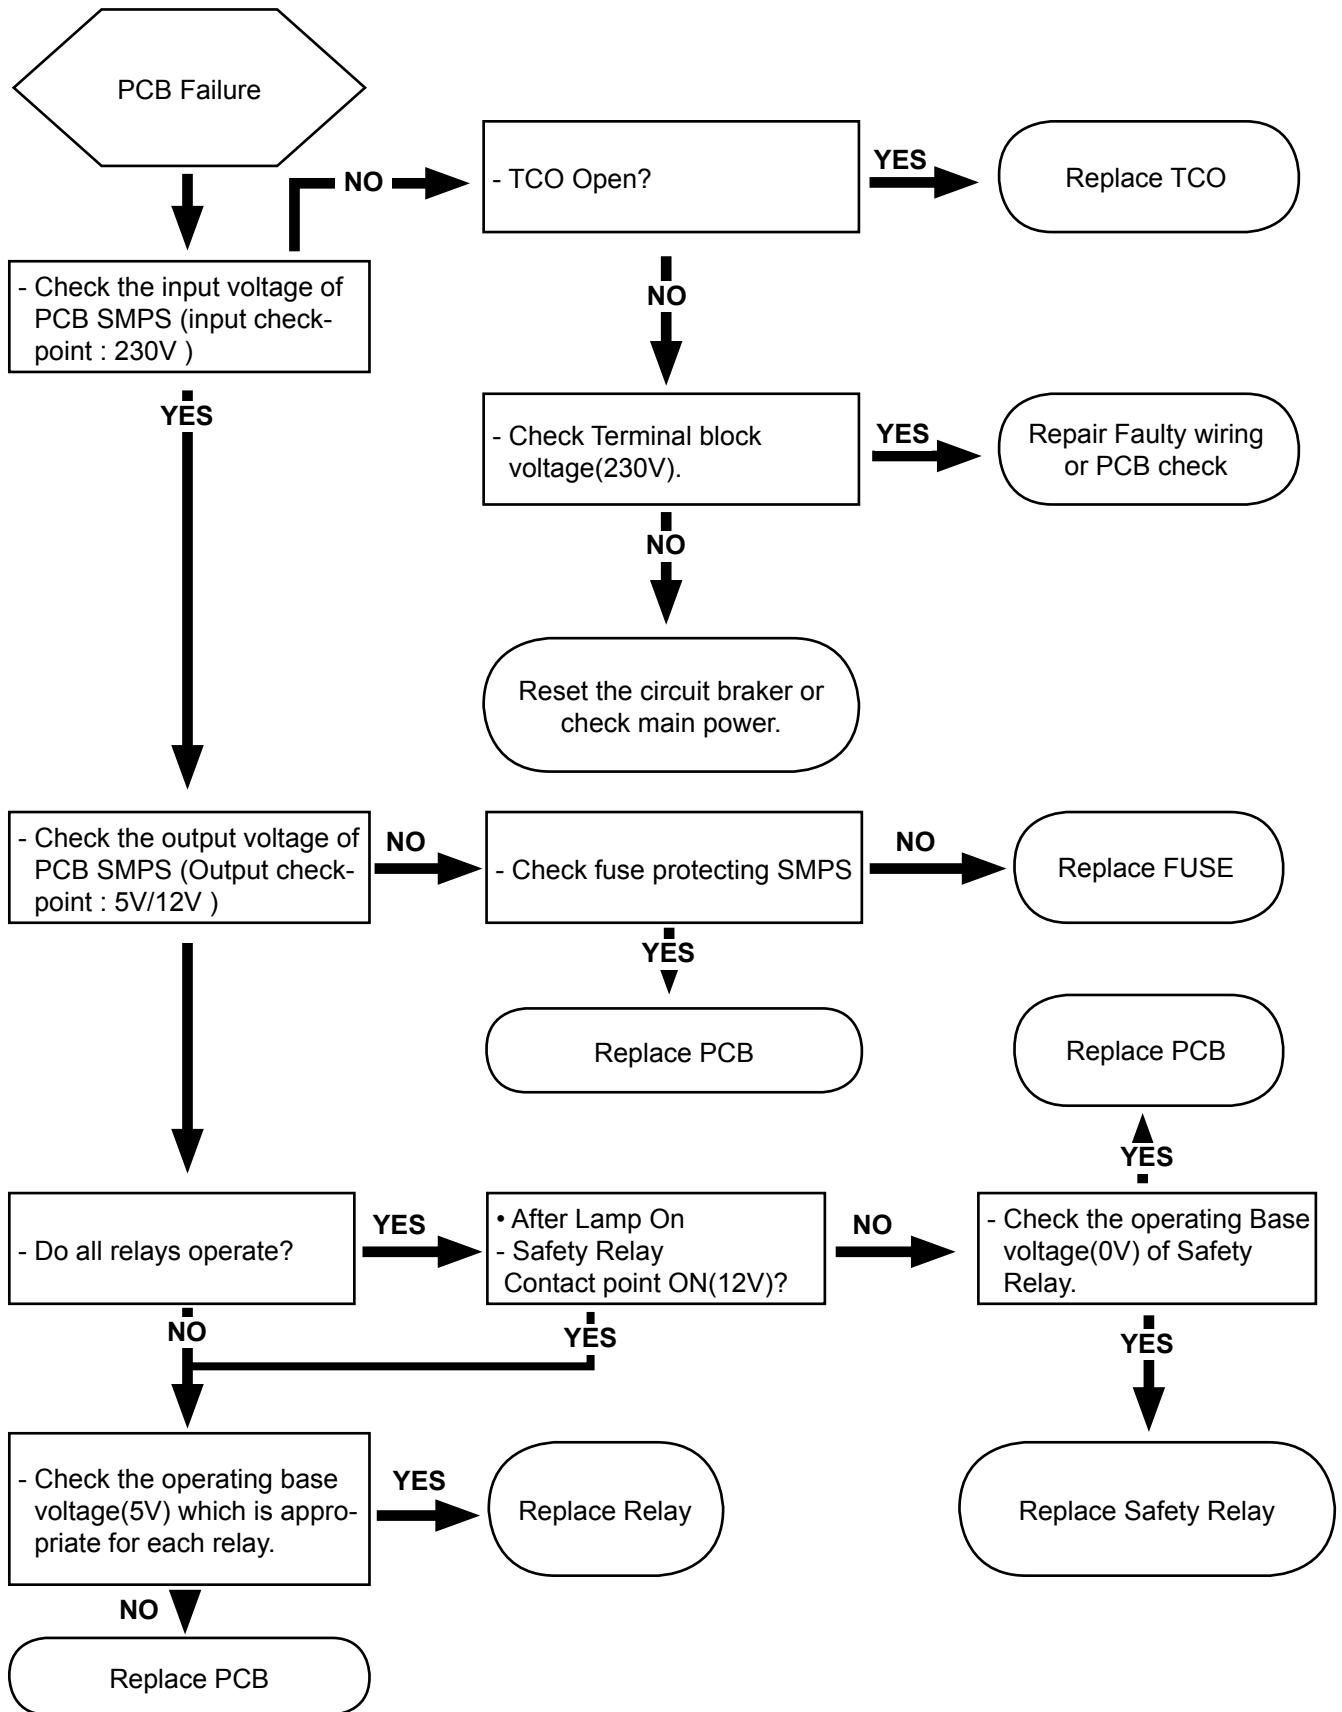 PCB Failure
NO
- TCO Open?
YES
Replace TCO
- Check the input voltage of
PCB SMPS (input check-
point : 230V )
NO
YES
- Check Terminal block
voltage(230V).
YES
Repair Faulty wiring
or PCB check
NO
Reset the circuit braker or
check main power.
- Check the output voltage of
PCB SMPS (Output check-
point : 5V/12V )
NO
- Check fuse protecting SMPS
NO
Replace FUSE
YES
Replace PCB
Replace PCB
YES
- Do all relays operate?
YES
• After Lamp On
- Safety Relay
Contact point ON(12V)?
NO
- Check the operating Base
voltage(0V) of Safety
Relay.
NO
YES
YES
- Check the operating base
voltage(5V) which is appro-
priate for each relay.
YES
Replace Relay
Replace Safety Relay
NO
Replace PCB